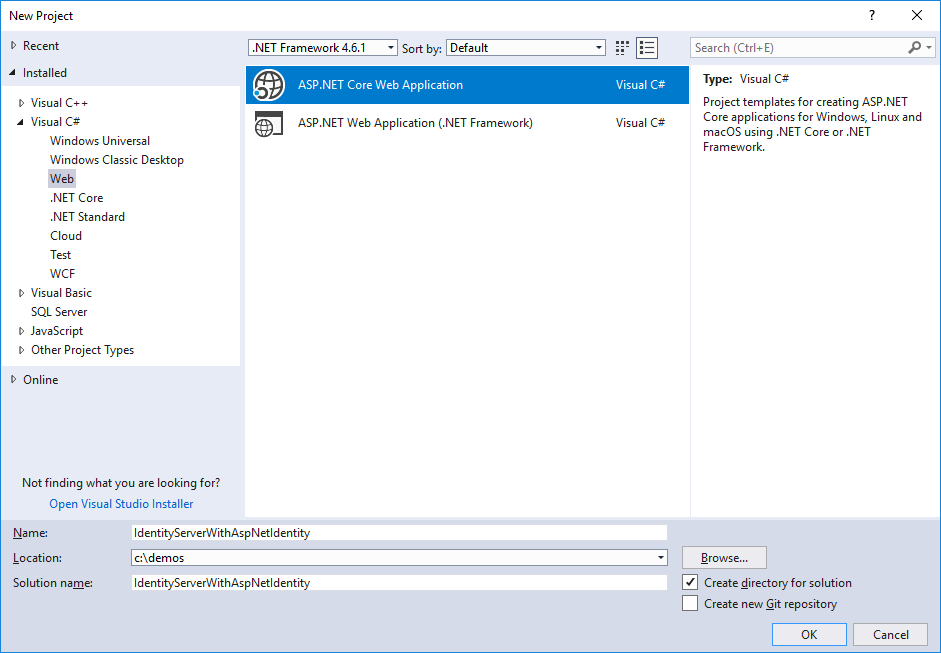 New Project
?
Recent
.NET Framework 4.6.1
Sort by:
Default
Search (Ctrl+E)
Installed
Visual C++
Visual C#
Windows Universal
Windows Classic Desktop
Web
.NET Core
.NET Standard
Cloud
Test
WCF
Visual Basic
SQL Server
JavaScript
Other Project Types
Online
Not finding what you are looking for?
Open Visual Studio Installer
ASP.NET Core Web Application
Visual C#
ASP.NET Web Application (.NET Framework)
Visual C#
Type: Visual C#
Project templates for creating ASP.NET
Core applications for Windows, Linux and
macOS using .NET Core or .NET
Framework.
Name:
IdentityServerWithAspNetIdentity
Location:
c:\demos
Browse...
Solution name:
IdentityServerWithAspNetIdentity
Create directory for solution
Create new Git repository
OK
Cancel